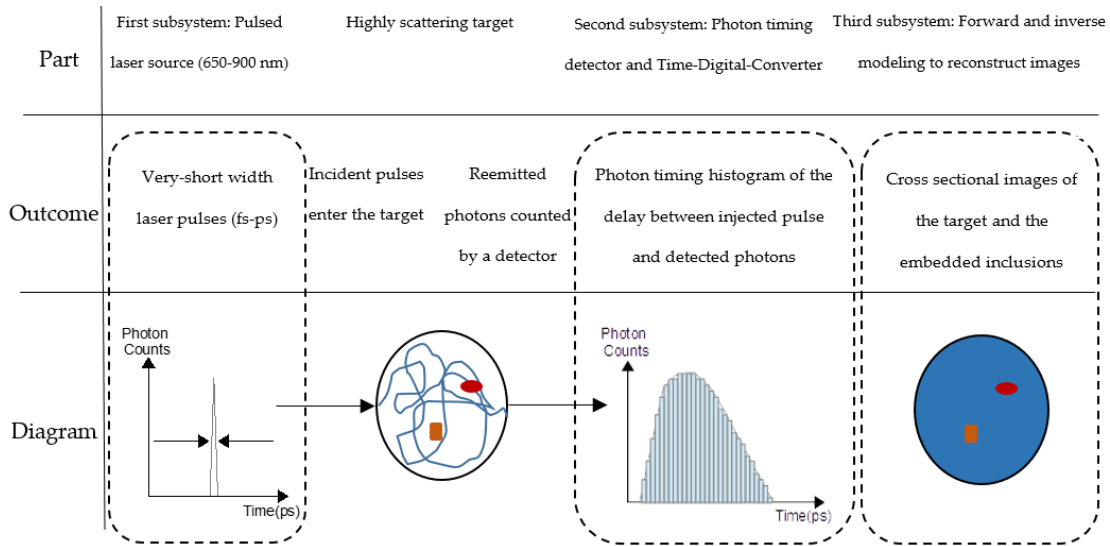 Part
First subsystem: Pulsed
laser source (650-900 nm)
Highly scattering target
Second subsystem: Photon timing
detector and Time-Digital-Converter
Third subsystem: Forward and inverse
modeling to reconstruct images
Outcome
Very-short width
laser pulses (fs-ps)
Incident pulses
enter the target
Reemitted
photons counted
by a detector
Photon timing histogram of the
delay between injected pulse
and detected photons
Cross sectional images of
the target and the
embedded inclusions
Diagram
Photon
Counts
Time(ps)
Photon
Counts
Time(ps)